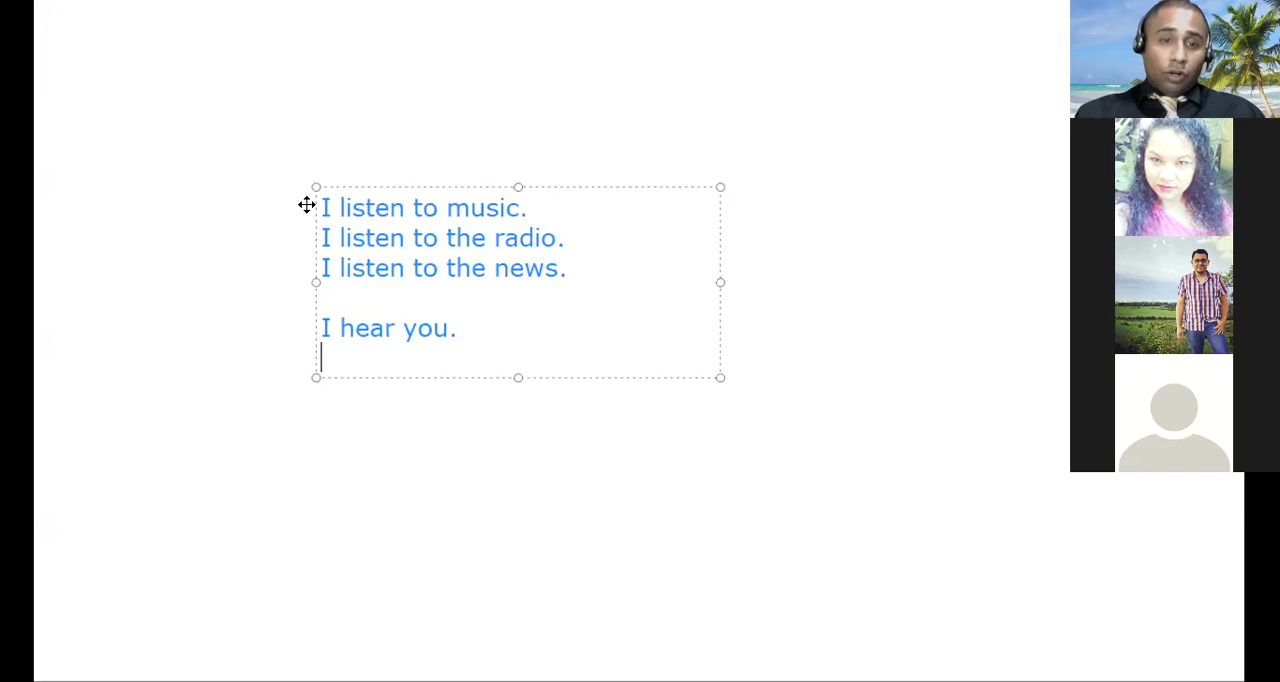 I listen to music.
I listen to the radio.
I listen to the news.
I hear you.